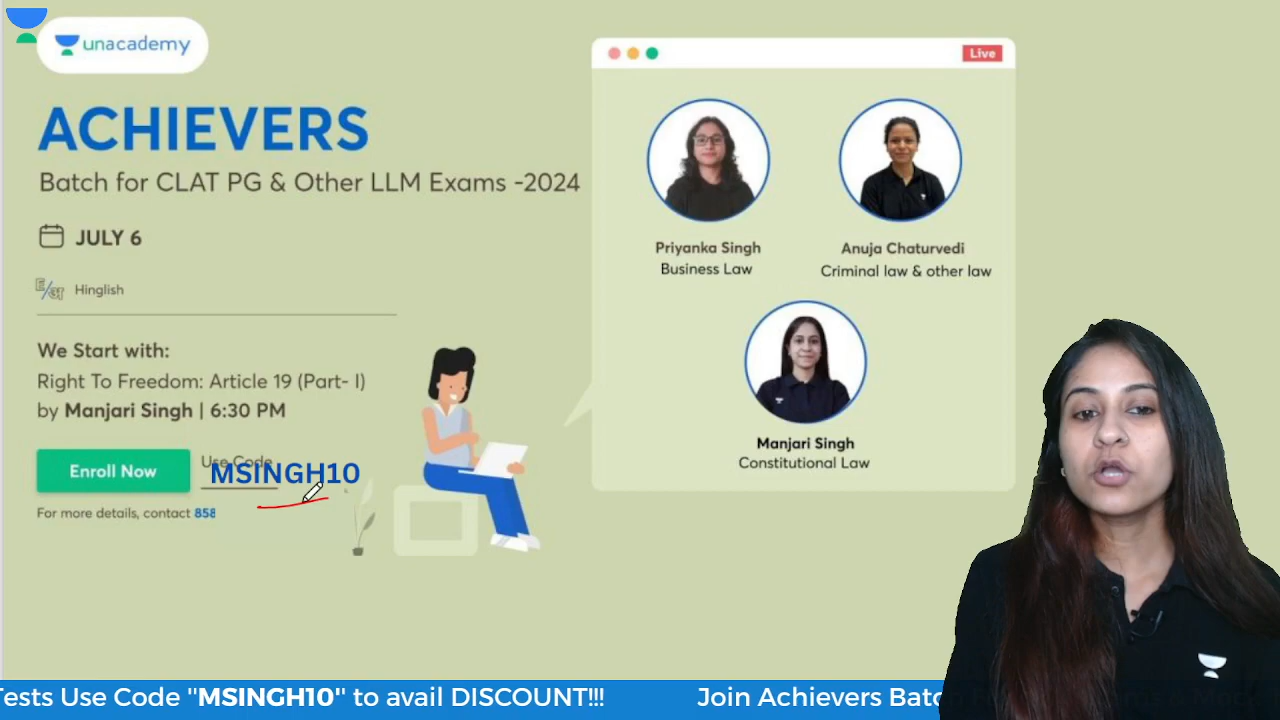 unacademy
ACHIEVERS
Batch for CLAT PG & Other LLM Exams -2024
JULY 6
Hinglish
We Start with:
Right To Freedom: Article 19 (Part- I)
by Manjari Singh | 6:30 PM
Enroll Now
Use Code
MSINGH10
For more details, contact 858
Live
Priyanka Singh
Business Law
Anuja Chaturvedi
Criminal law & other law
Manjari Singh
Constitutional Law
Tests Use Code "MSINGH10" to avail DISCOUNT!!! Join Achievers Batc